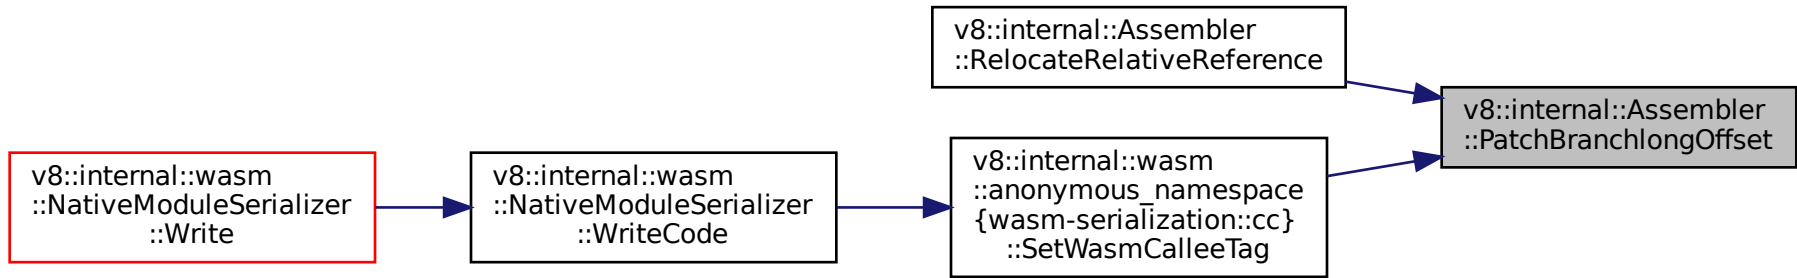 v8::internal::Assembler
::RelocateRelativeReference
v8::internal::Assembler
::PatchBranchlongOffset
v8::internal::wasm
::anonymous_namespace
{wasm-serialization::cc}
::SetWasmCalleeTag
v8::internal::wasm
::NativeModuleSerializer
::WriteCode
v8::internal::wasm
::NativeModuleSerializer
::Write